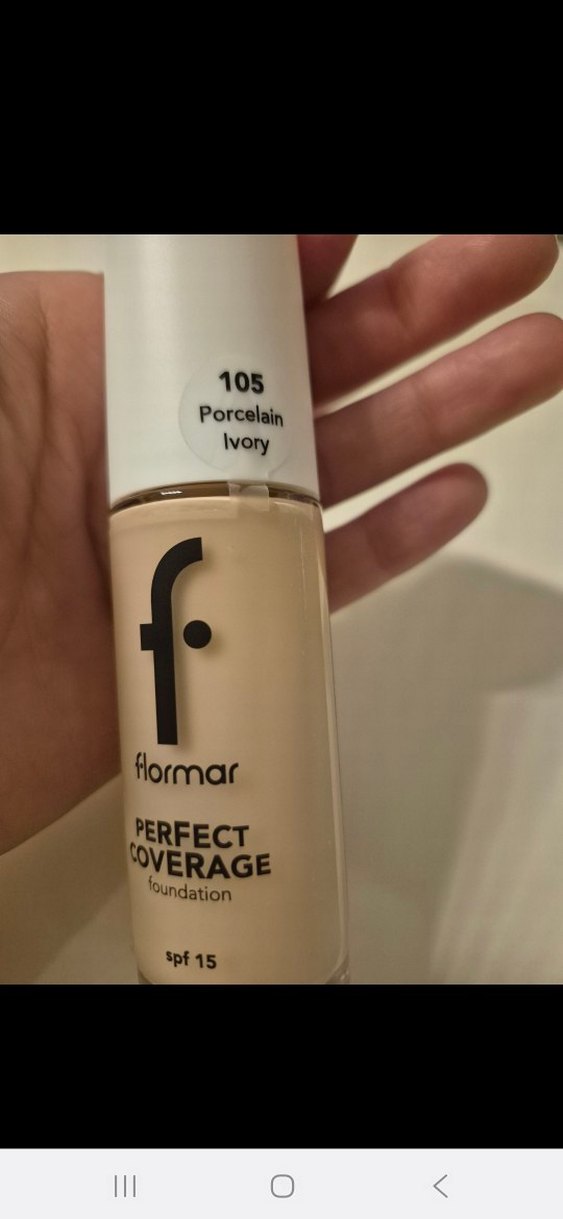 105
Porcelain
Ivory
f
flormar
PERFECT
COVERAGE
foundation
spf 15